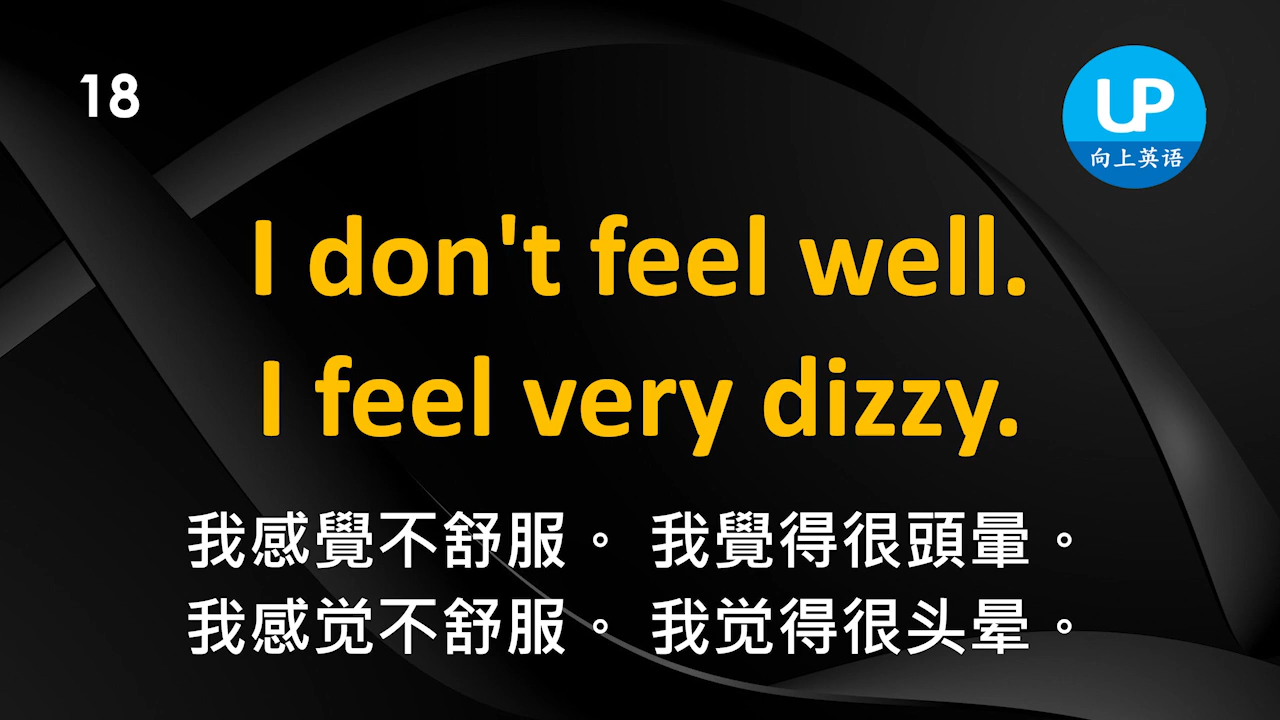 18
UP
向上英语
I don't feel well.
I feel very dizzy.
我感覺不舒服。 我覺得很頭暈。
我感觉不舒服。 我觉得很头晕。